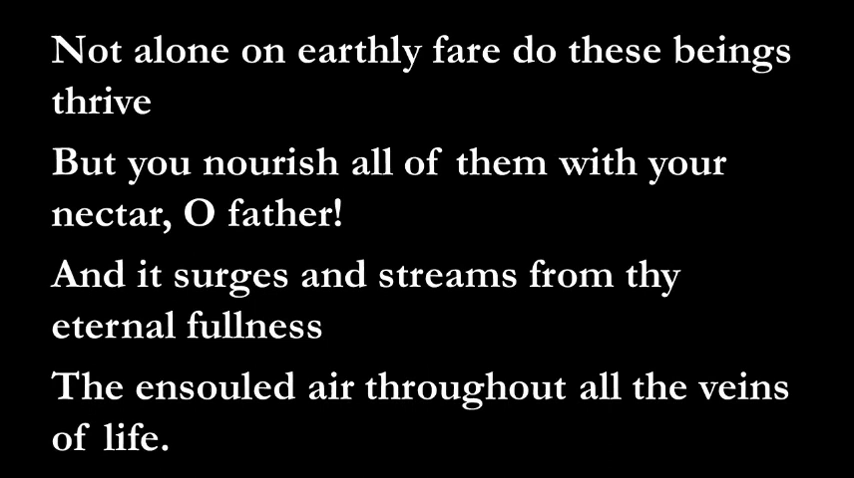 Not alone on earthly fare do these beings
thrive
But you nourish all of them with your
nectar, O father!
And it surges and streams from thy
eternal fullness
The ensouled air throughout all the veins
of life.